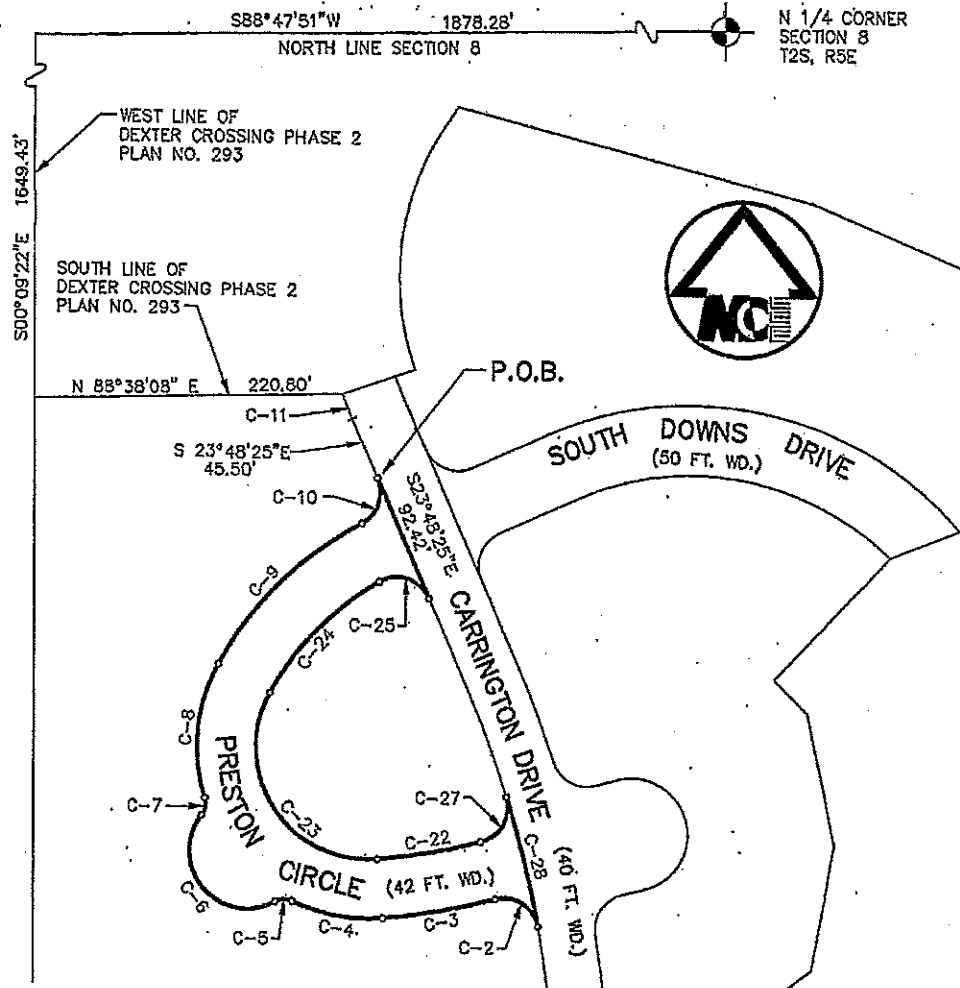 S88°47'51"W 1878.28'
NORTH LINE SECTION 8
N 1/4 CORNER
SECTION 8
T2S, R5E
WEST LINE OF
DEXTER CROSSING PHASE 2
PLAN NO. 293
S00°09'22"E 1649.43'
SOUTH LINE OF
DEXTER CROSSING PHASE 2
PLAN NO. 293
NCE
N 88°38'08" E 220.80'
P.O.B.
C-11
S 23°48'25"E
45.50'
SOUTH DOWNS DRIVE
(50 FT. WD.)
C-10
S23°48'25"E
92.42'
C-9
C-25
C-24
CARRINGTON DRIVE
(40 FT. WD.)
C-8
PRESTON CIRCLE (42 FT. WD.)
C-7
C-27
C-23
C-22
C-28
C-6
C-5
C-4
C-3
C-2